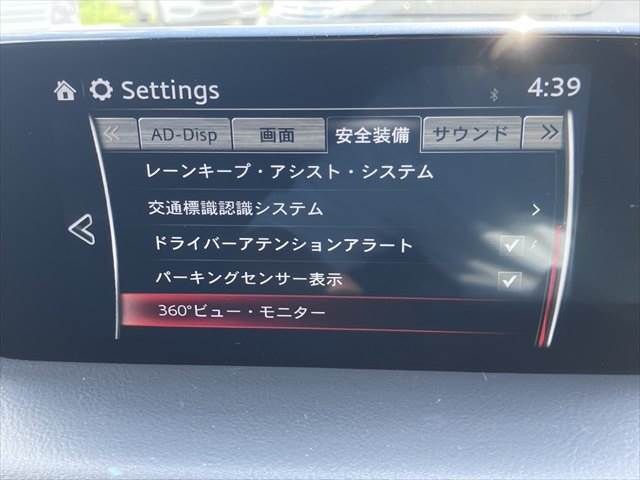 Settings 4:39
AD-Disp 画面 安全装備 サウンド
レーンキープ・アシスト・システム
交通標識認識システム
ドライバーアテンションアラート
パーキングセンサー表示
360°ビュー・モニター